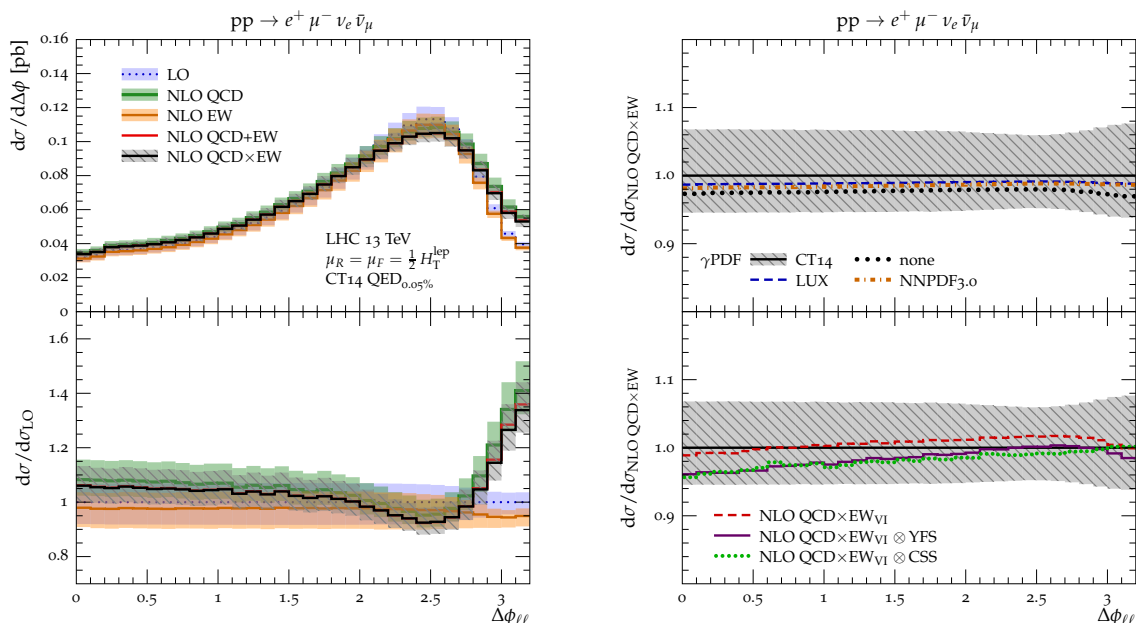 pp → e⁺ μ⁻ νₑ ν̄_μ
dσ/dΔϕ [pb]
0.16
0.14
0.12
0.10
0.08
0.06
0.04
0.02
0
LO
NLO QCD
NLO EW
NLO QCD+EW
NLO QCD×EW
LHC 13 TeV
μ_R = μ_F = ½ H_T^lep
CT14 QED_0.05%
dσ/dσ_LO
1.6
1.4
1.2
1
0.8
0 0.5 1 1.5 2 2.5 3
Δϕ_ℓℓ
pp → e⁺ μ⁻ νₑ ν̄_μ
dσ/dσ_NLO QCD×EW
1.1
1.0
0.9
γPDF CT14 none
LUX NNPDF3.0
dσ/dσ_NLO QCD×EW
1.1
1.0
0.9
NLO QCD×EW_VI
NLO QCD×EW_VI ⊗ YFS
NLO QCD×EW_VI ⊗ CSS
0 0.5 1 1.5 2 2.5 3
Δϕ_ℓℓ